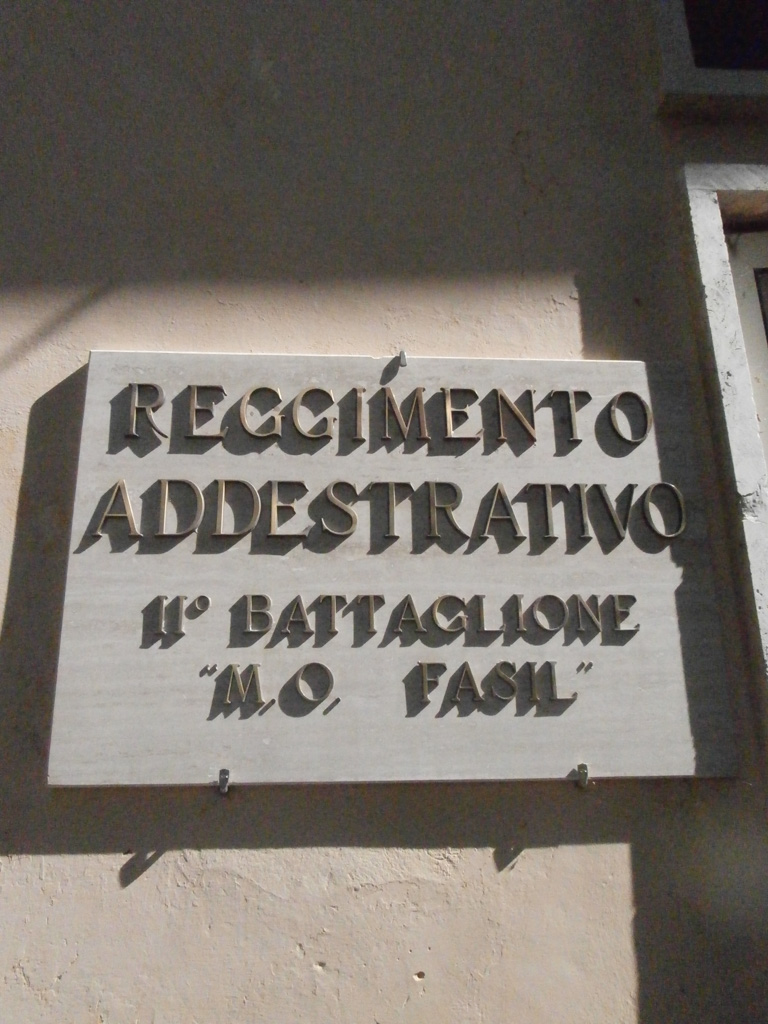 REGGIMENTO
ADDESTRATIVO
II° BATTAGLIONE
"M.O. FASIL"